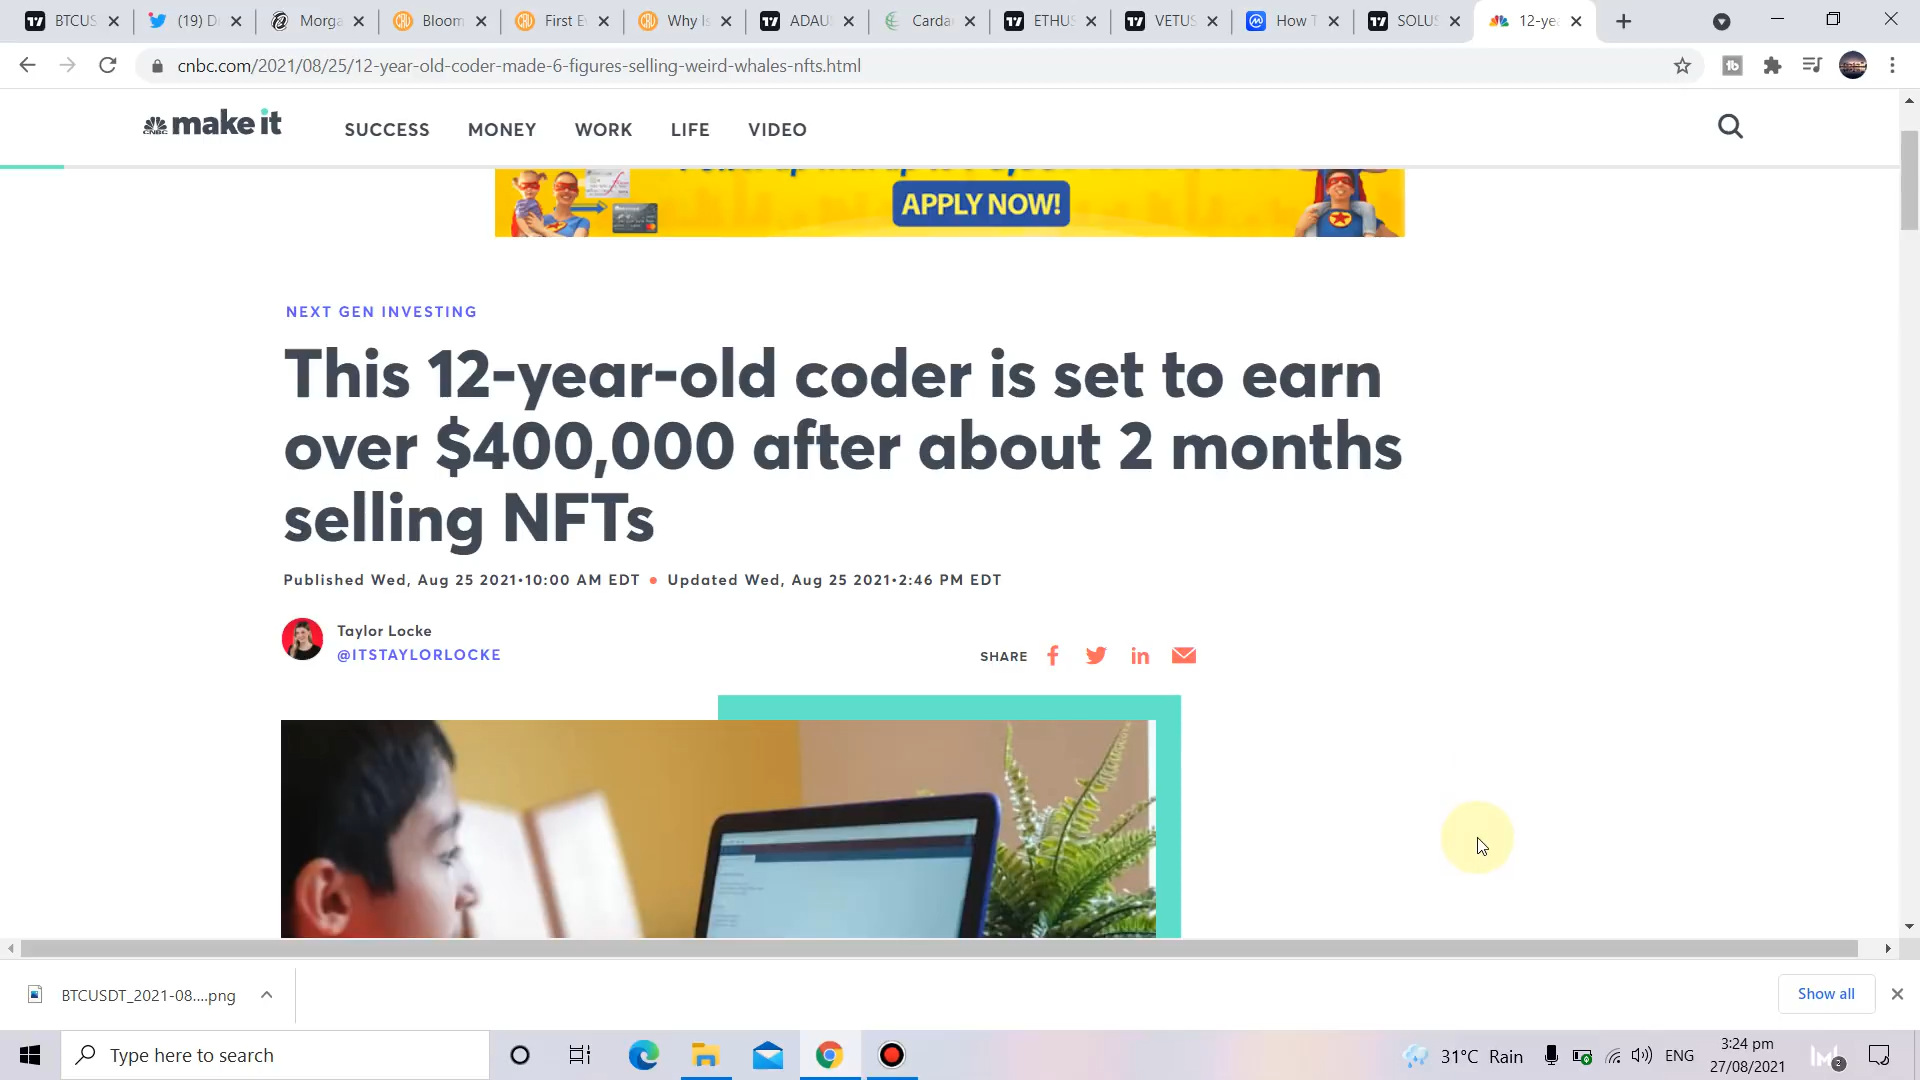 BTCUS
(19) D
Morga
Bloom
First E
Why Is
ADAU
Carda
ETHUS
VETUS
How T
SOLUS
12-ye
cnbc.com/2021/08/25/12-year-old-coder-made-6-figures-selling-weird-whales-nfts.html
CNBC make it
SUCCESS MONEY WORK LIFE VIDEO
APPLY NOW!
NEXT GEN INVESTING
This 12-year-old coder is set to earn
over $400,000 after about 2 months
selling NFTs
Published Wed, Aug 25 2021•10:00 AM EDT • Updated Wed, Aug 25 2021•2:46 PM EDT
Taylor Locke
@ITSTAYLORLOCKE
SHARE
BTCUSDT_2021-08....png
Show all
Type here to search
31°C Rain
ENG
3:24 pm
27/08/2021
2